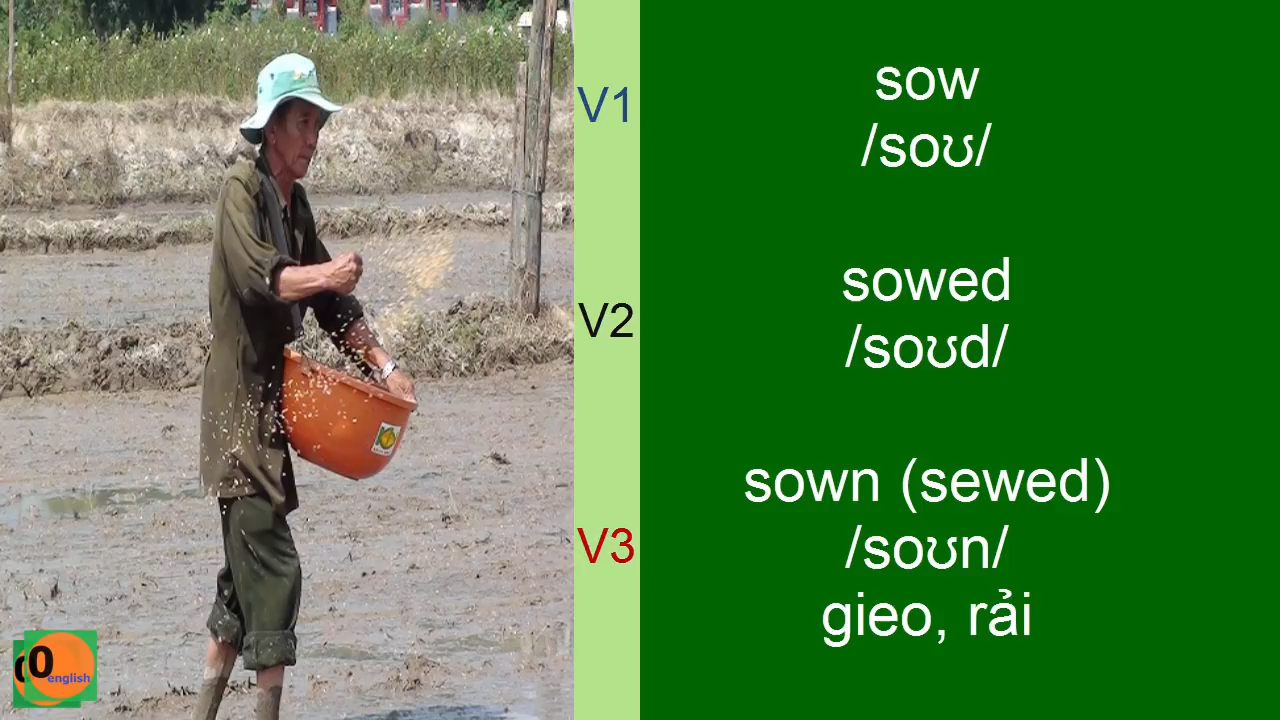 V1
sow
/soʊ/
V2
sowed
/soʊd/
V3
sown (sewed)
/soʊn/
gieo, rải
english